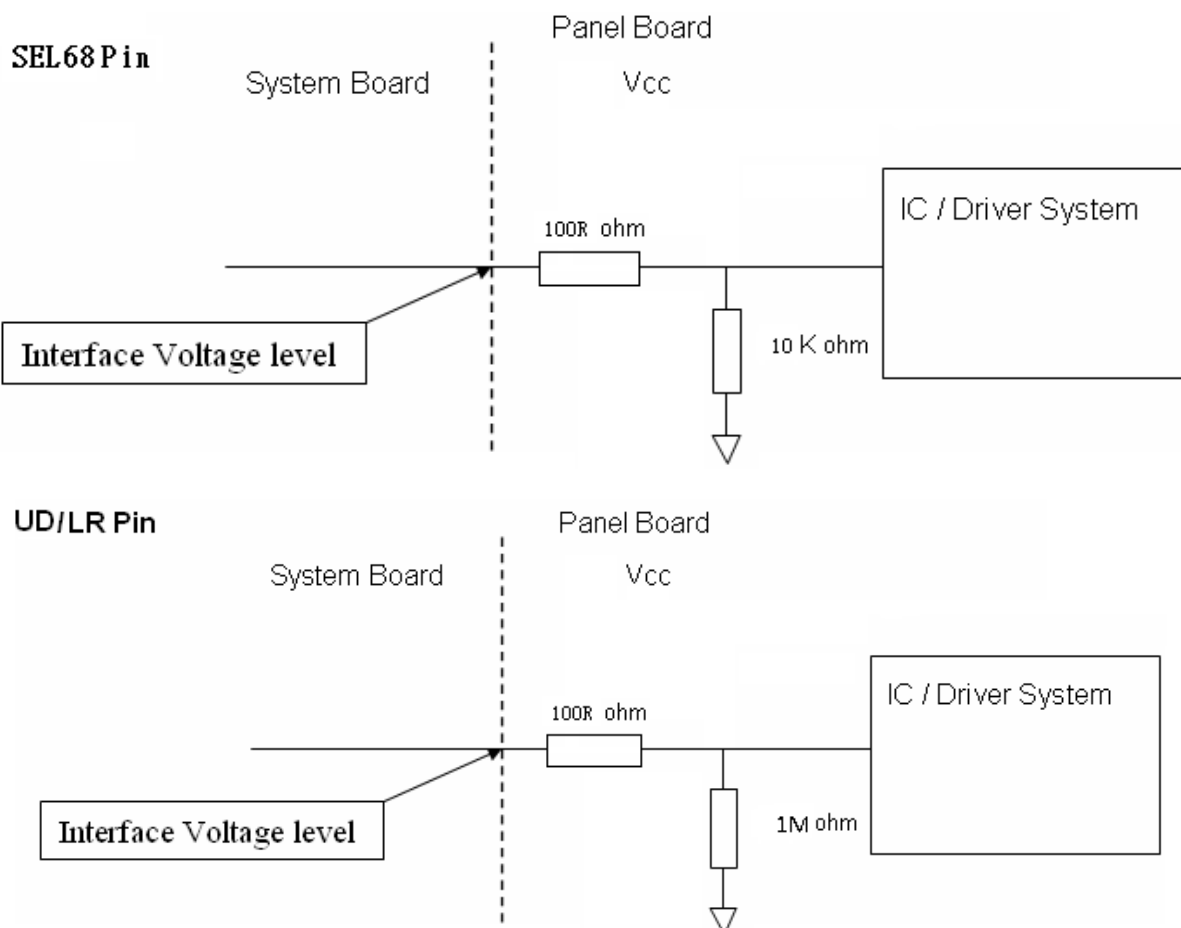 Panel Board
SEL68 Pin
System Board
Vcc
IC / Driver System
100R ohm
Interface Voltage level
10 K ohm
UD/LR Pin
Panel Board
System Board
Vcc
IC / Driver System
100R ohm
Interface Voltage level
1M ohm